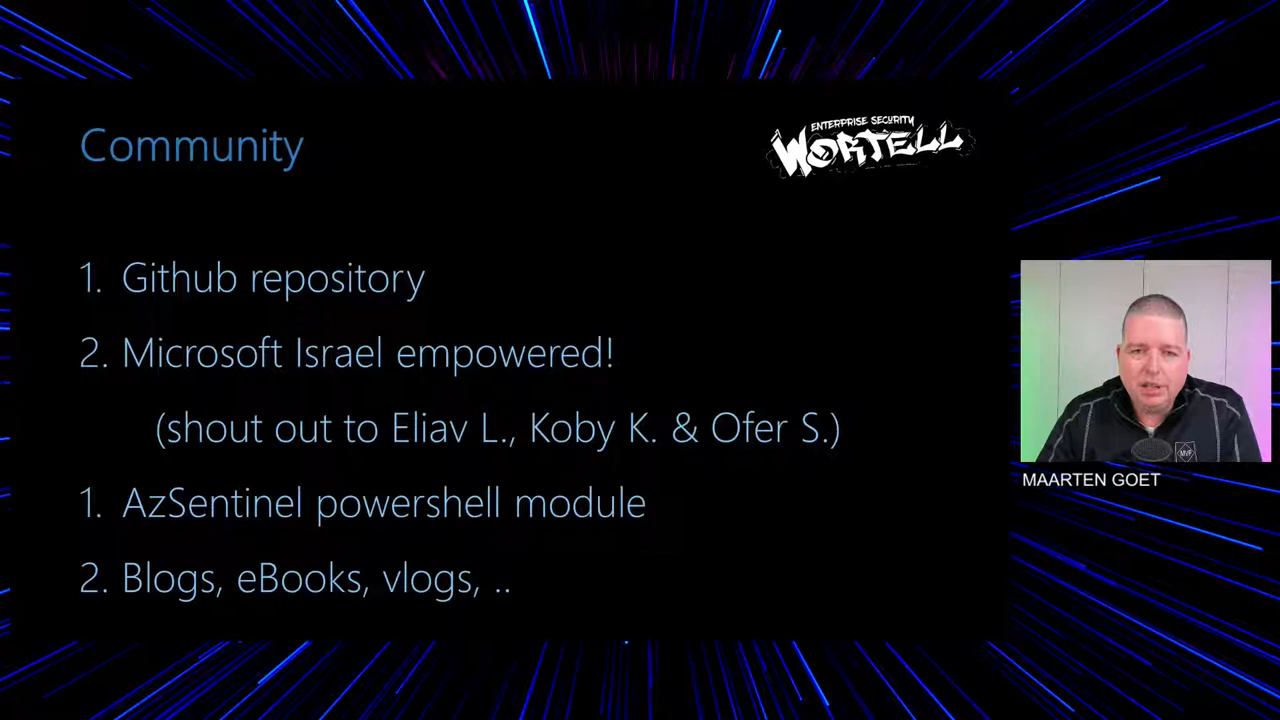 Community
ENTERPRISE SECURITY
WORTELL
1. Github repository
2. Microsoft Israel empowered!
(shout out to Eliav L., Koby K. & Ofer S.)
1. AzSentinel powershell module
2. Blogs, eBooks, vlogs, ..
MVP
MAARTEN GOET